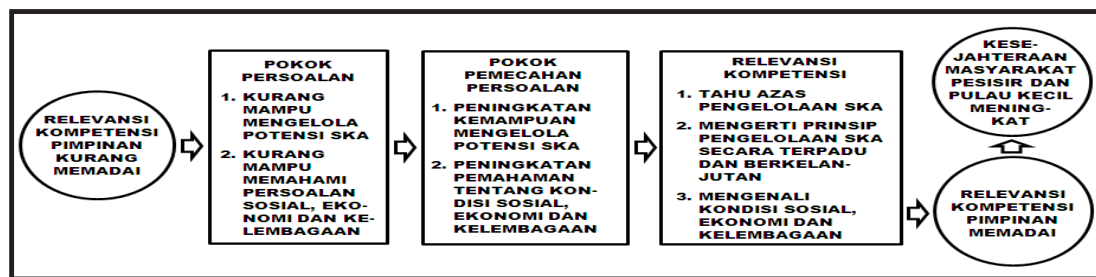 RELEVANSI
KOMPETENSI
PIMPINAN
KURANG
MEMADAI
POKOK
PERSOALAN
1. KURANG
MAMPU
MENGELOLA
POTENSI SKA
2. KURANG
MAMPU
MEMAHAMI
PERSOALAN
SOSIAL, EKO-
NOMI DAN KE-
LEMBAGAAN
POKOK
PEMECAHAN
PERSOALAN
1. PENINGKATAN
KEMAMPUAN
MENGELOLA
POTENSI SKA
2. PENINGKATAN
PEMAHAMAN
TENTANG KON-
DISI SOSIAL,
EKONOMI DAN
KELEMBAGAAN
RELEVANSI
KOMPETENSI
1. TAHU AZAS
PENGELOLAAN SKA
2. MENGERTI PRINSIP
PENGELOLAAN SKA
SECARA TERPADU
DAN BERKELAN-
JUTAN
3. MENGENALI
KONDISI SOSIAL,
EKONOMI DAN
KELEMBAGAAN
RELEVANSI
KOMPETENSI
PIMPINAN
MEMADAI
KESE-
JAHTERAAN
MASYARAKAT
PESISIR DAN
PULAU KECIL
MENING-
KAT